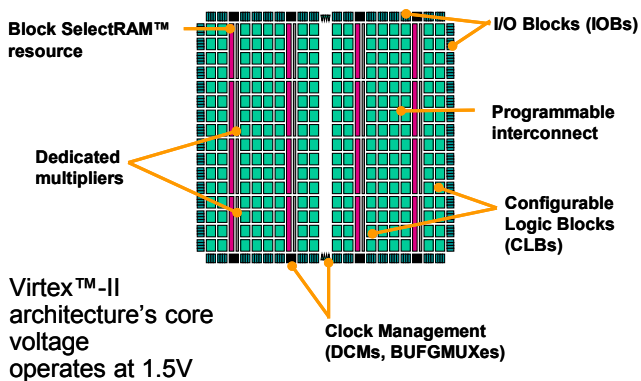 Block SelectRAM™
resource
I/O Blocks (IOBs)
Programmable
interconnect
Dedicated
multipliers
Configurable
Logic Blocks
(CLBs)
Clock Management
(DCMs, BUFGMUXes)
Virtex™-II
architecture's core
voltage
operates at 1.5V